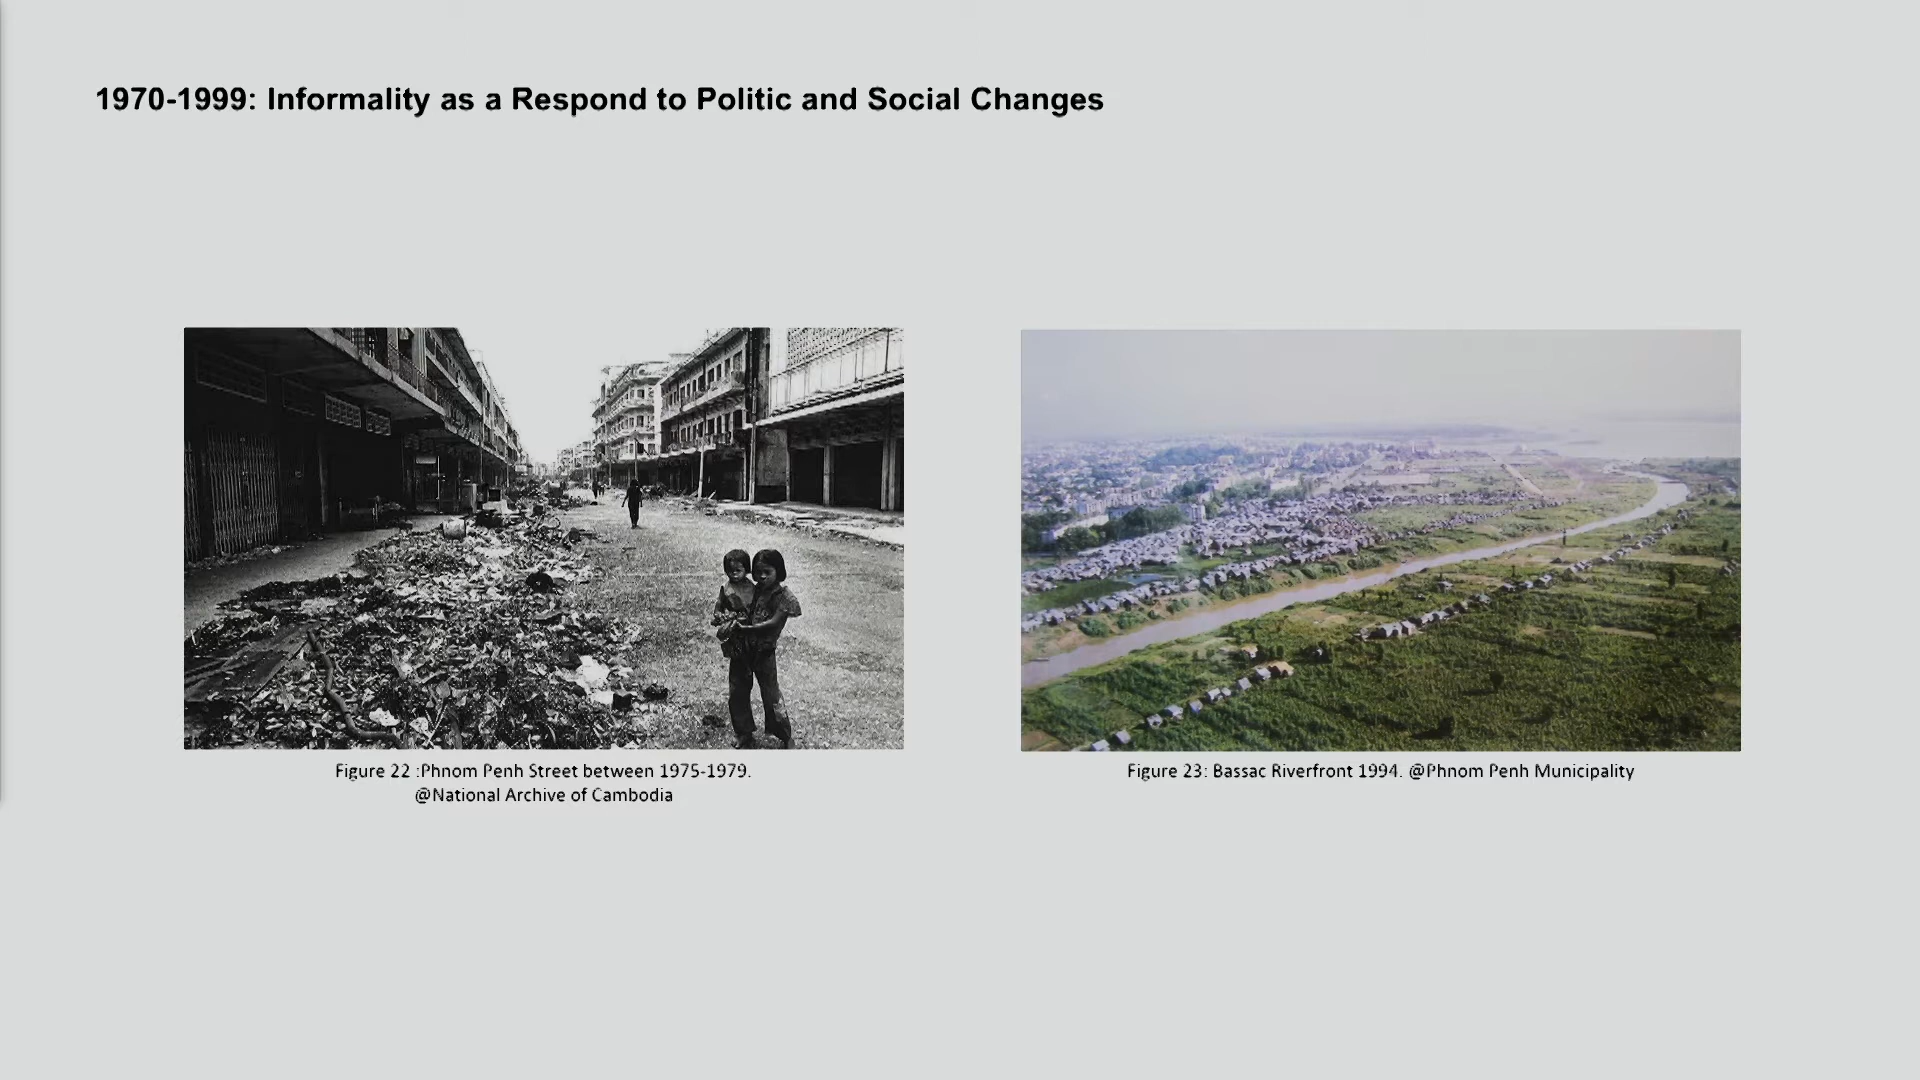 1970-1999: Informality as a Respond to Politic and Social Changes
Figure 22 :Phnom Penh Street between 1975-1979.
@National Archive of Cambodia
Figure 23: Bassac Riverfront 1994. @Phnom Penh Municipality